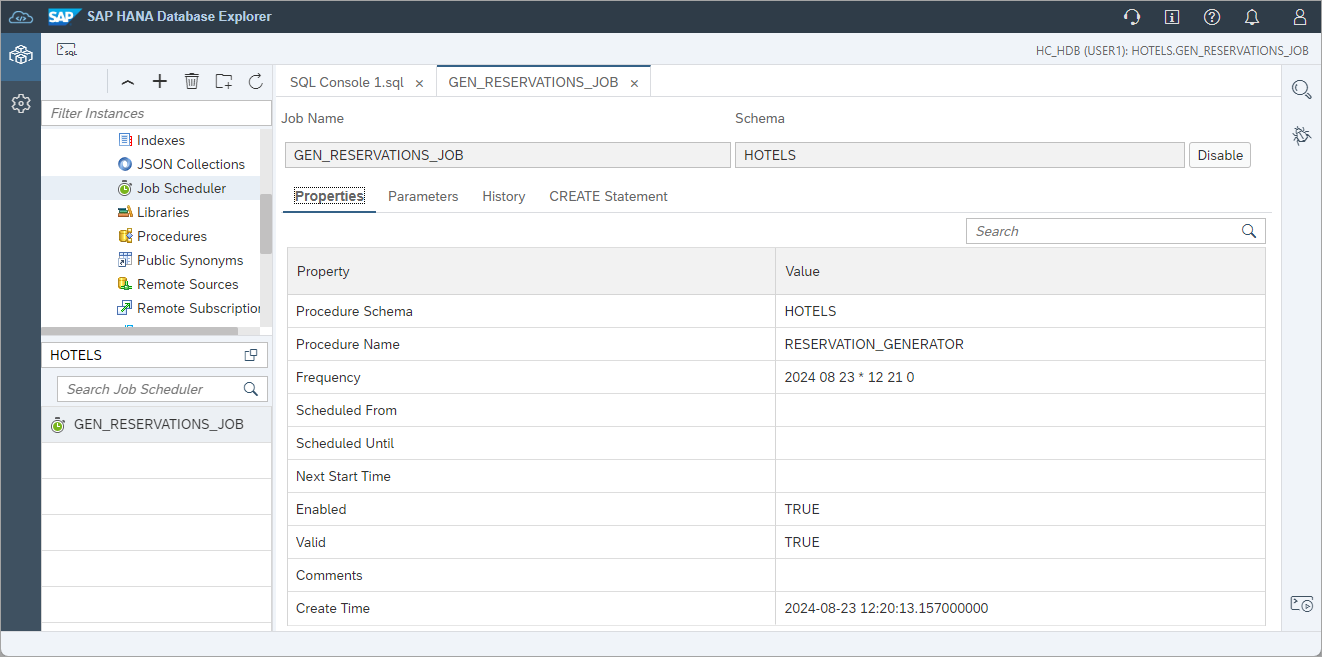 SAP SAP HANA Database Explorer
SQL
HC_HDB (USER1): HOTELS.GEN_RESERVATIONS_JOB
SQL Console 1.sql × GEN_RESERVATIONS_JOB ×
Filter Instances
Indexes
JSON Collections
Job Scheduler
Libraries
Procedures
Public Synonyms
Remote Sources
Remote Subscription
HOTELS
Search Job Scheduler
GEN_RESERVATIONS_JOB
Job Name Schema
GEN_RESERVATIONS_JOB HOTELS Disable
Properties Parameters History CREATE Statement
Search
Property Value
Procedure Schema HOTELS
Procedure Name RESERVATION_GENERATOR
Frequency 2024 08 23 * 12 21 0
Scheduled From
Scheduled Until
Next Start Time
Enabled TRUE
Valid TRUE
Comments
Create Time 2024-08-23 12:20:13.157000000